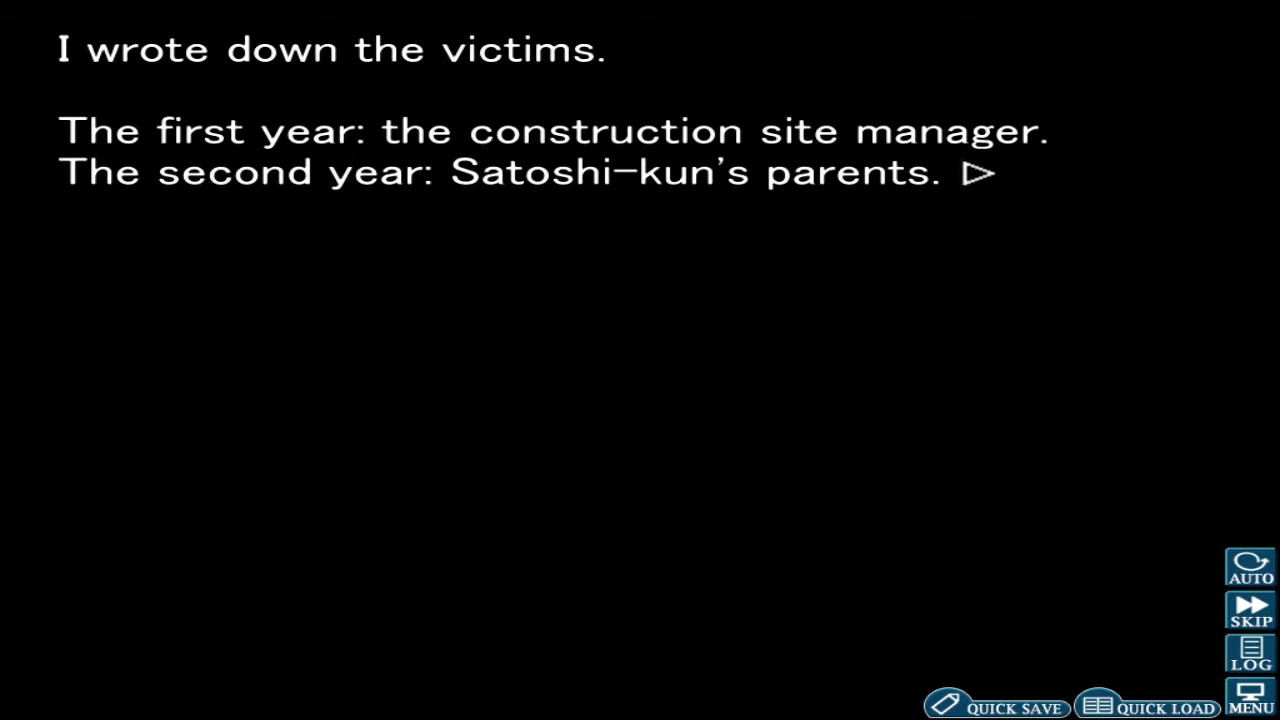 I wrote down the victims.
The first year: the construction site manager.
The second year: Satoshi-kun's parents.
AUTO
SKIP
LOG
QUICK SAVE
QUICK LOAD
MENU